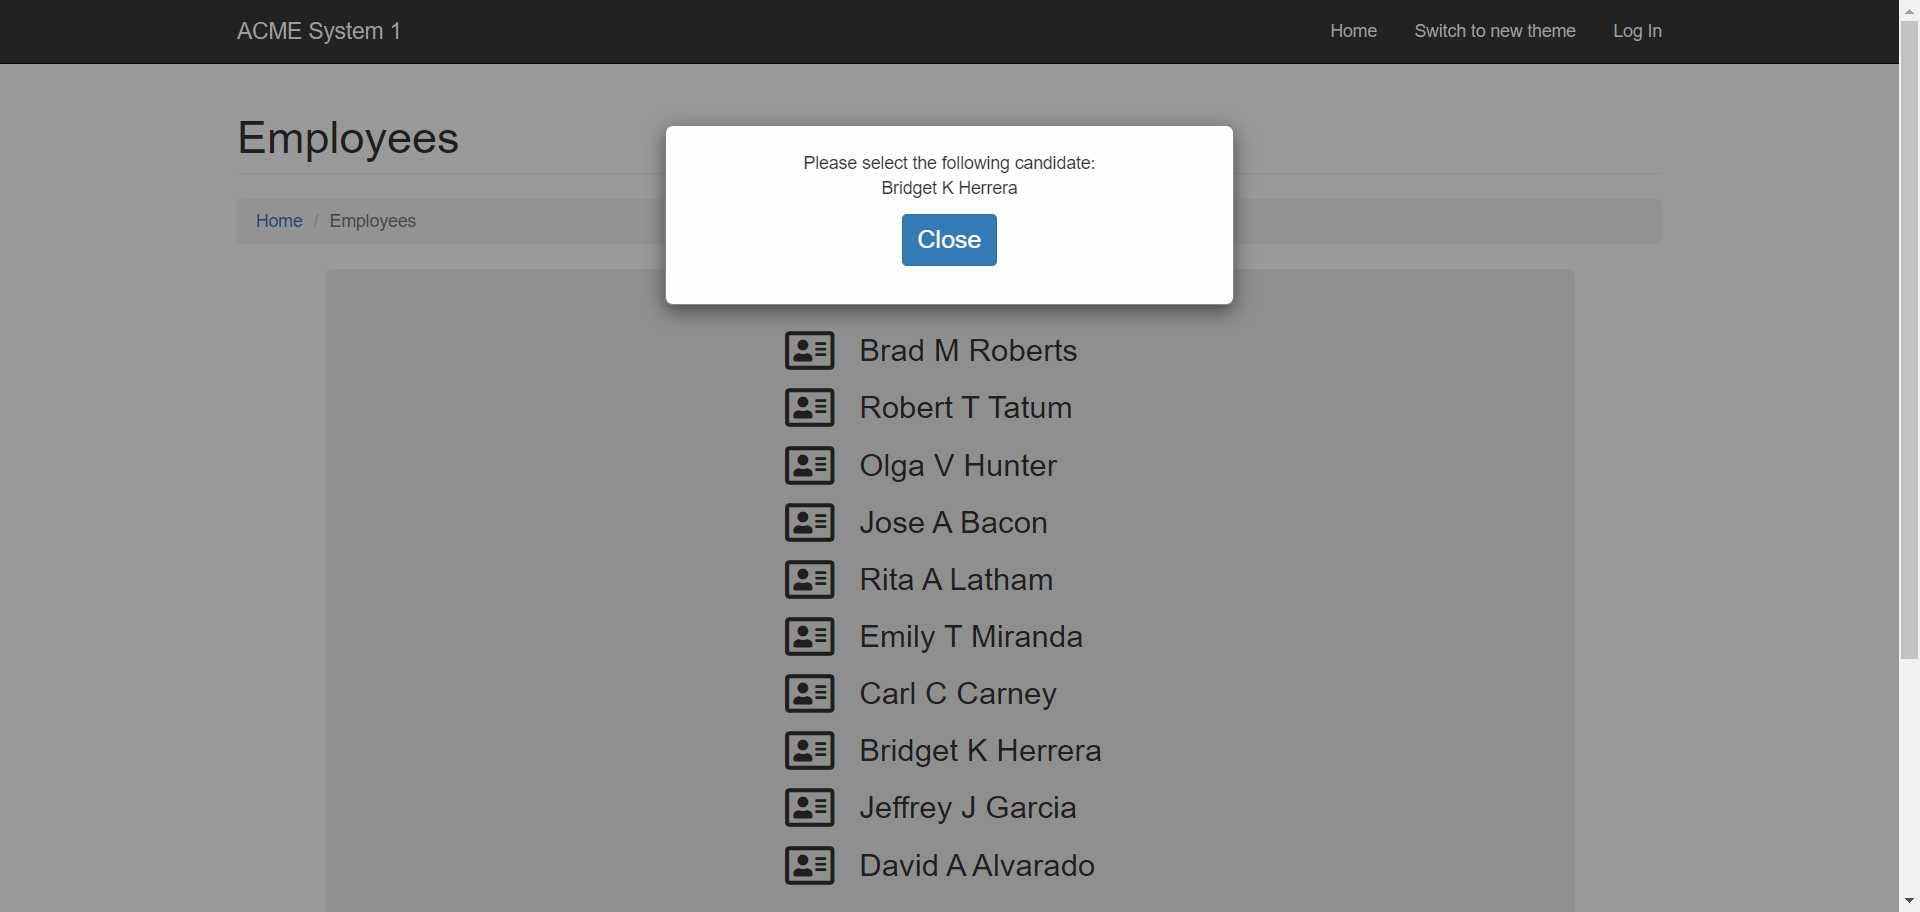 ACME System 1
Home
Switch to new theme
Log In
Employees
Please select the following candidate:
Bridget K Herrera
Close
Home / Employees
Brad M Roberts
Robert T Tatum
Olga V Hunter
Jose A Bacon
Rita A Latham
Emily T Miranda
Carl C Carney
Bridget K Herrera
Jeffrey J Garcia
David A Alvarado